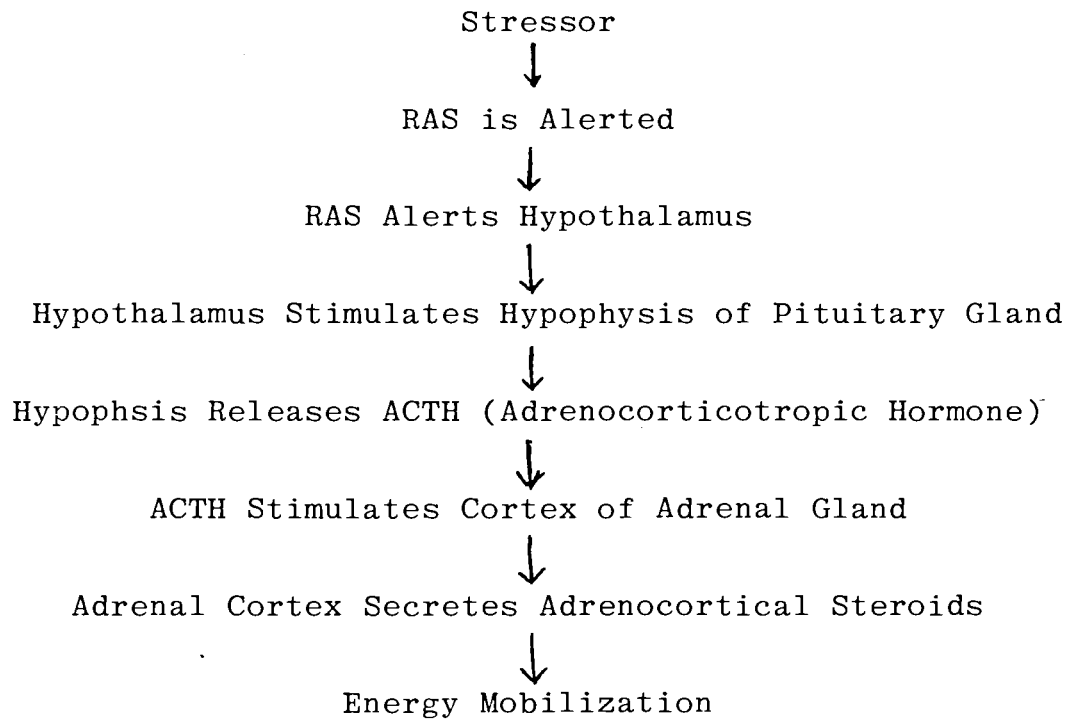 Stressor
RAS is Alerted
RAS Alerts Hypothalamus
Hypothalamus Stimulates Hypophysis of Pituitary Gland
Hypophsis Releases ACTH (Adrenocorticotropic Hormone)
ACTH Stimulates Cortex of Adrenal Gland
Adrenal Cortex Secretes Adrenocortical Steroids
Energy Mobilization